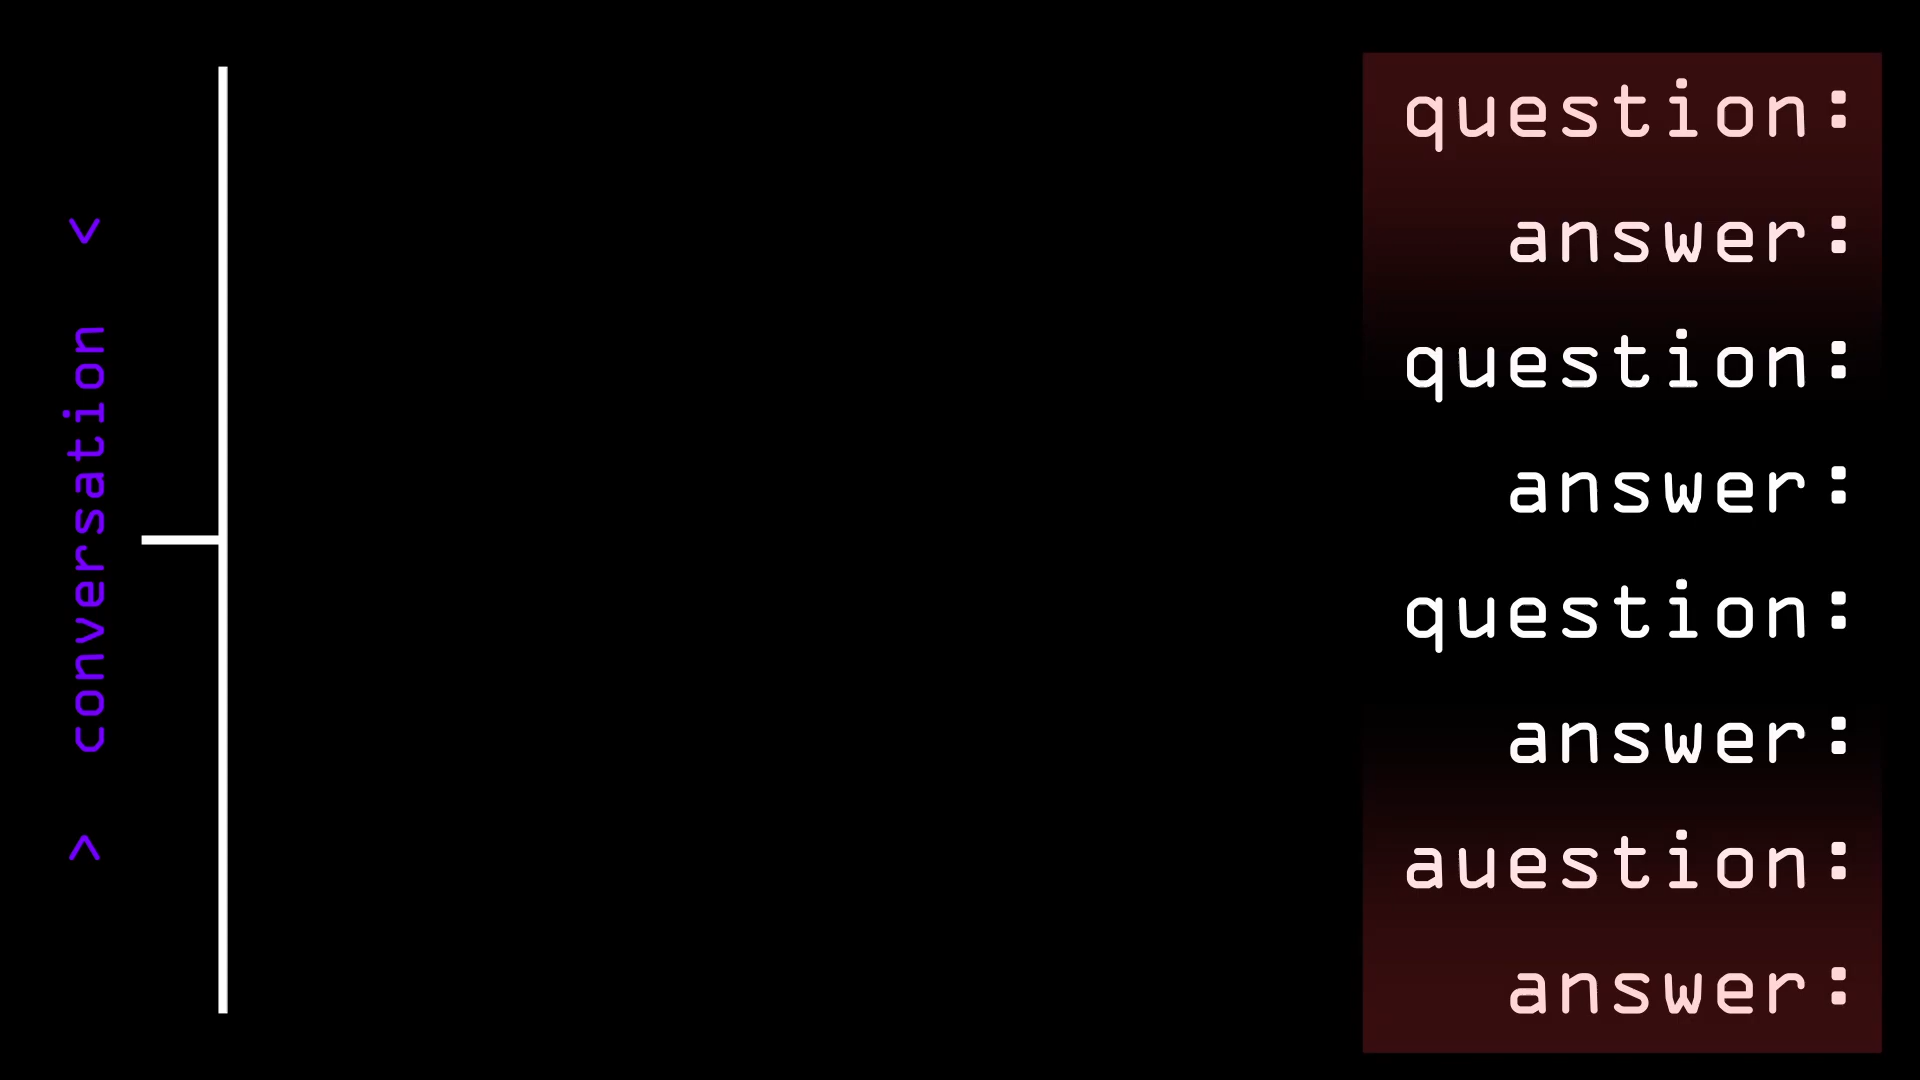 > conversation <
question:
answer:
question:
answer:
question:
answer:
auestion:
answer: